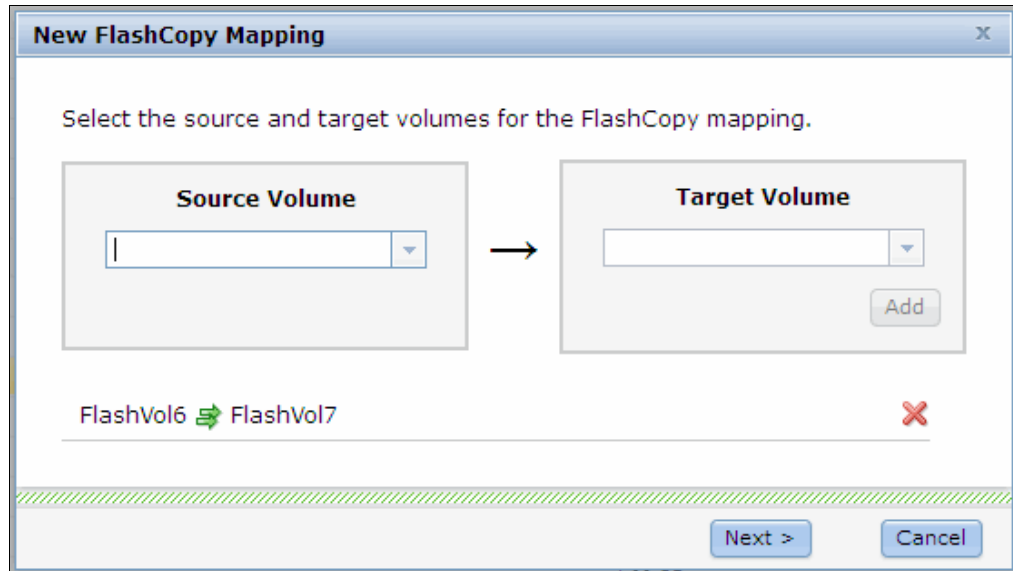 New FlashCopy Mapping x
Select the source and target volumes for the FlashCopy mapping.
Source Volume
Target Volume
Add
FlashVol6 FlashVol7
Next >
Cancel